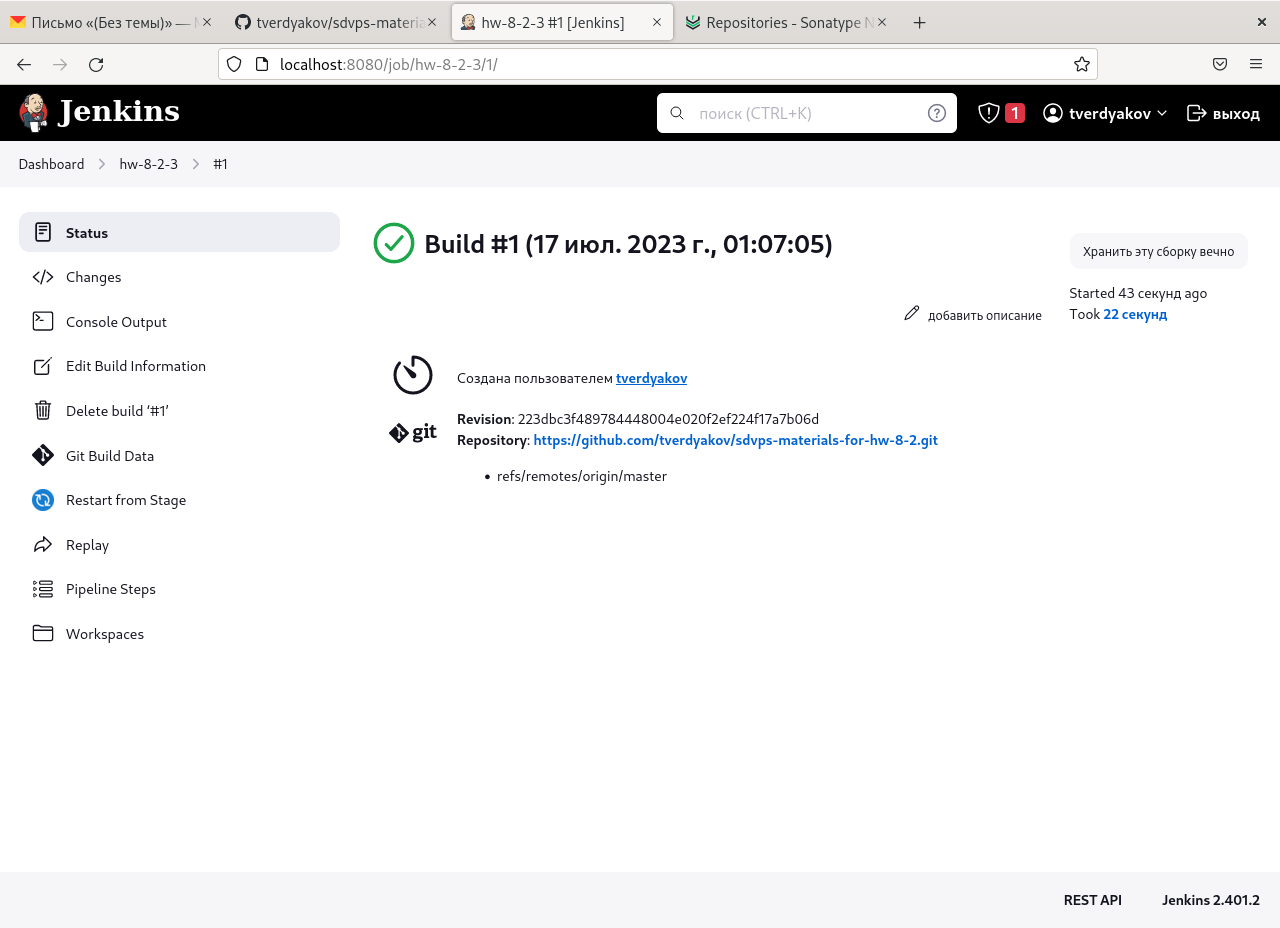 Письмо «(Без темы)» —
tverdyakov/sdvps-materia
hw-8-2-3 #1 [Jenkins]
Repositories - Sonatype N
localhost:8080/job/hw-8-2-3/1/
Jenkins
поиск (CTRL+K)
1
tverdyakov
выход
Dashboard
hw-8-2-3
#1
Status
Changes
Console Output
Edit Build Information
Delete build ‘#1’
Git Build Data
Restart from Stage
Replay
Pipeline Steps
Workspaces
Build #1 (17 июл. 2023 г., 01:07:05)
Хранить эту сборку вечно
Started 43 секунд ago
Took 22 секунд
добавить описание
Создана пользователем tverdyakov
git
Revision: 223dbc3f489784448004e020f2ef224f17a7b06d
Repository: https://github.com/tverdyakov/sdvps-materials-for-hw-8-2.git
• refs/remotes/origin/master
REST API
Jenkins 2.401.2